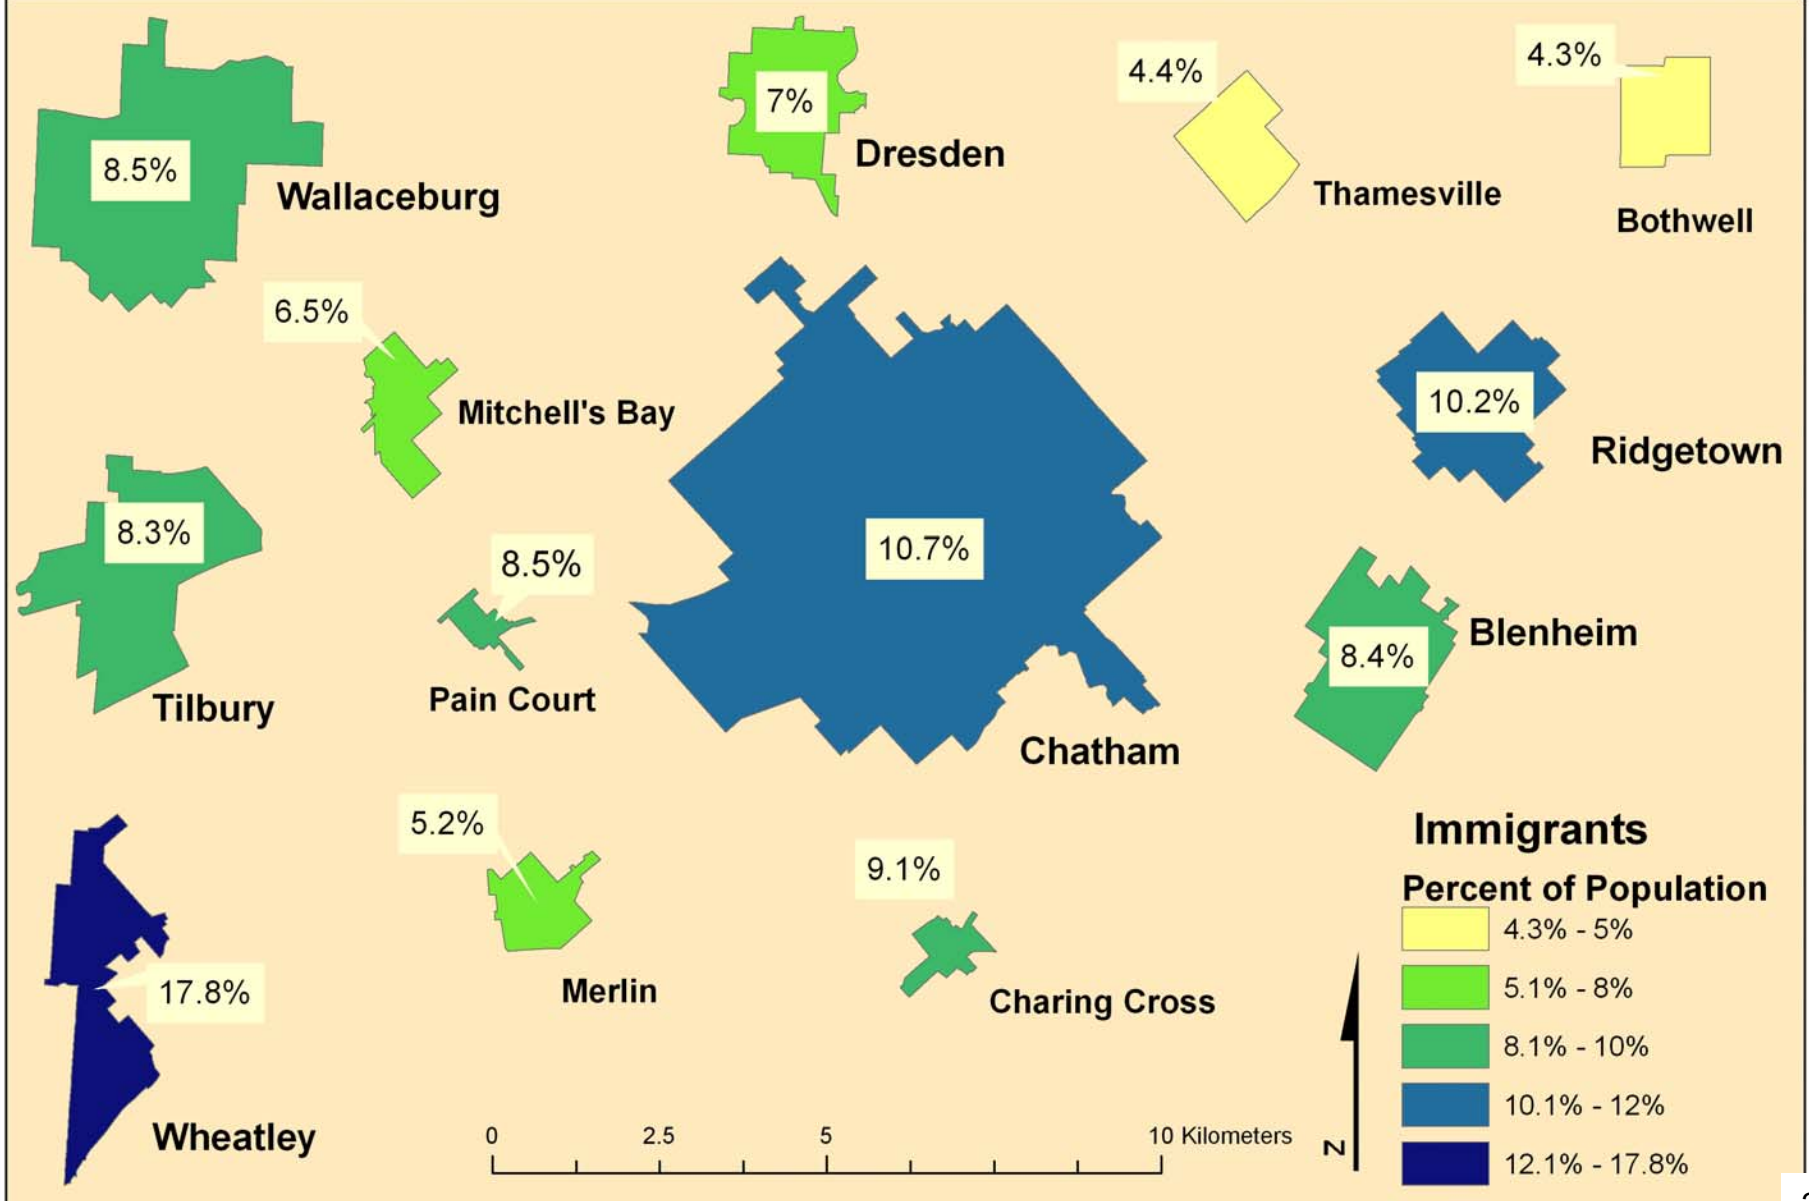 4.3%
4.4%
7%
Dresden
8.5%
Wallaceburg
Thamesville
Bothwell
6.5%
Mitchell's Bay
10.2%
Ridgetown
8.3%
8.5%
10.7%
Blenheim
8.4%
Pain Court
Tilbury
Chatham
5.2%
9.1%
17.8%
Merlin
Charing Cross
Wheatley
Immigrants
Percent of Population
4.3% - 5%
5.1% - 8%
8.1% - 10%
10.1% - 12%
12.1% - 17.8%
0 2.5 5 10 Kilometers
N